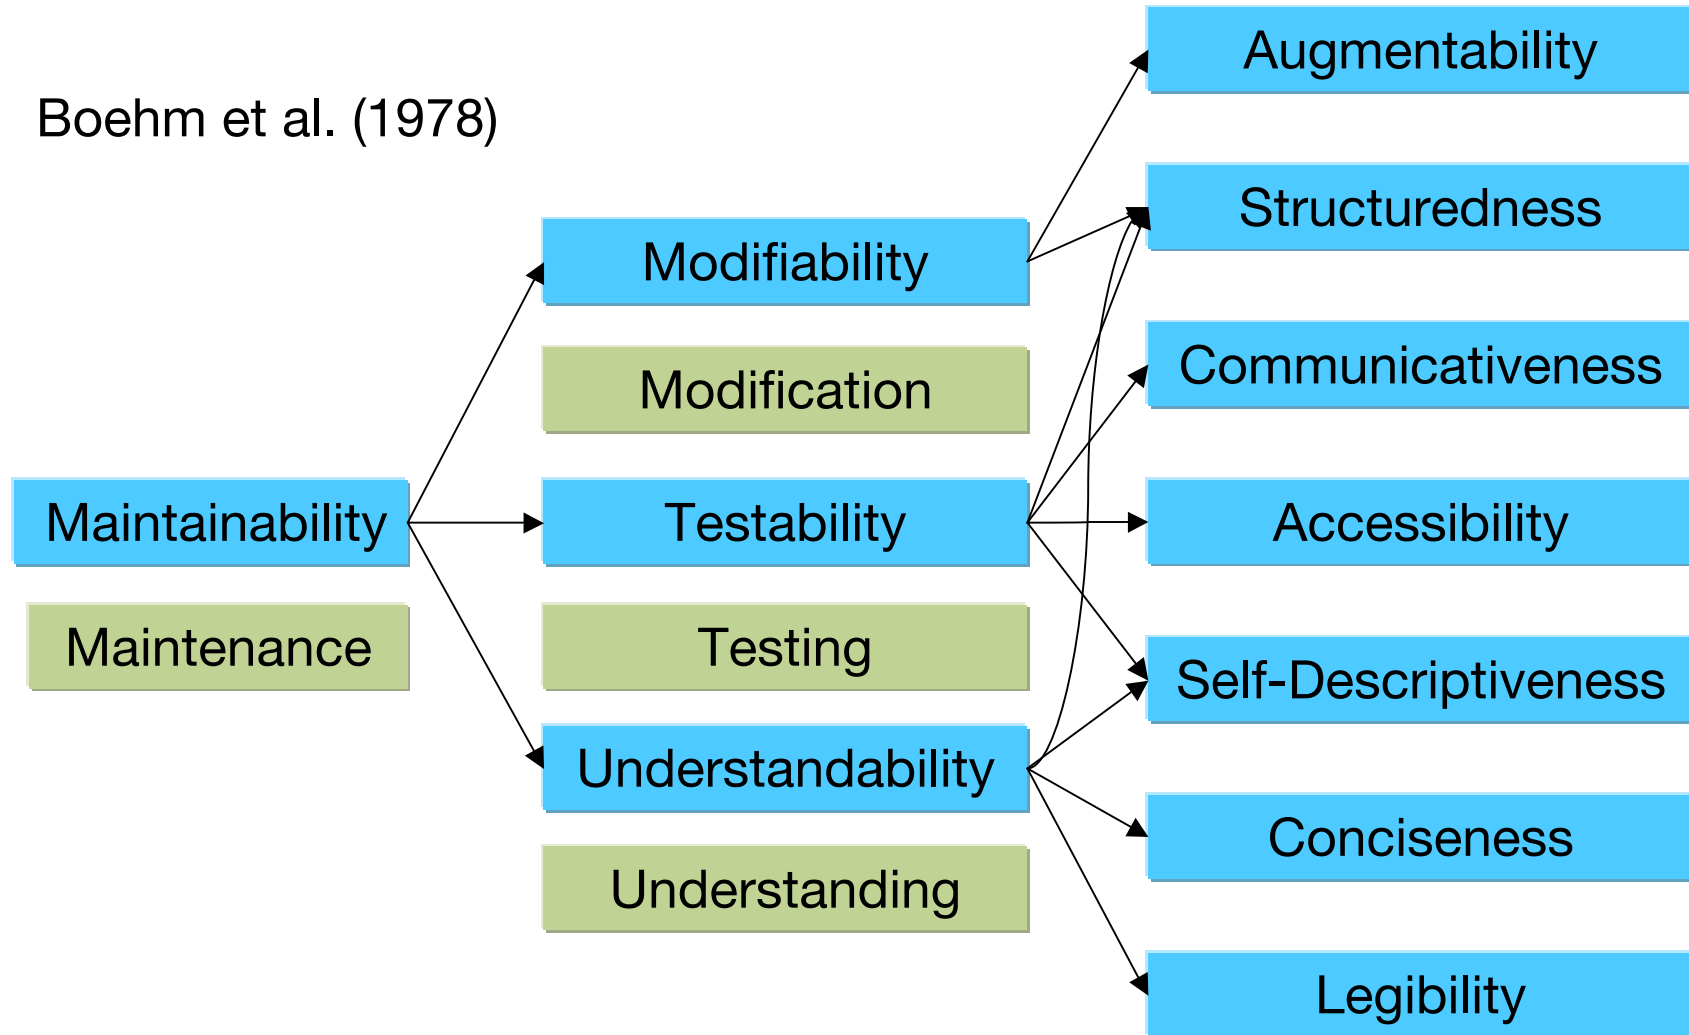 Boehm et al. (1978)
Maintainability
Maintenance
Modifiability
Modification
Testability
Testing
Understandability
Understanding
Augmentability
Structuredness
Communicativeness
Accessibility
Self-Descriptiveness
Conciseness
Legibility